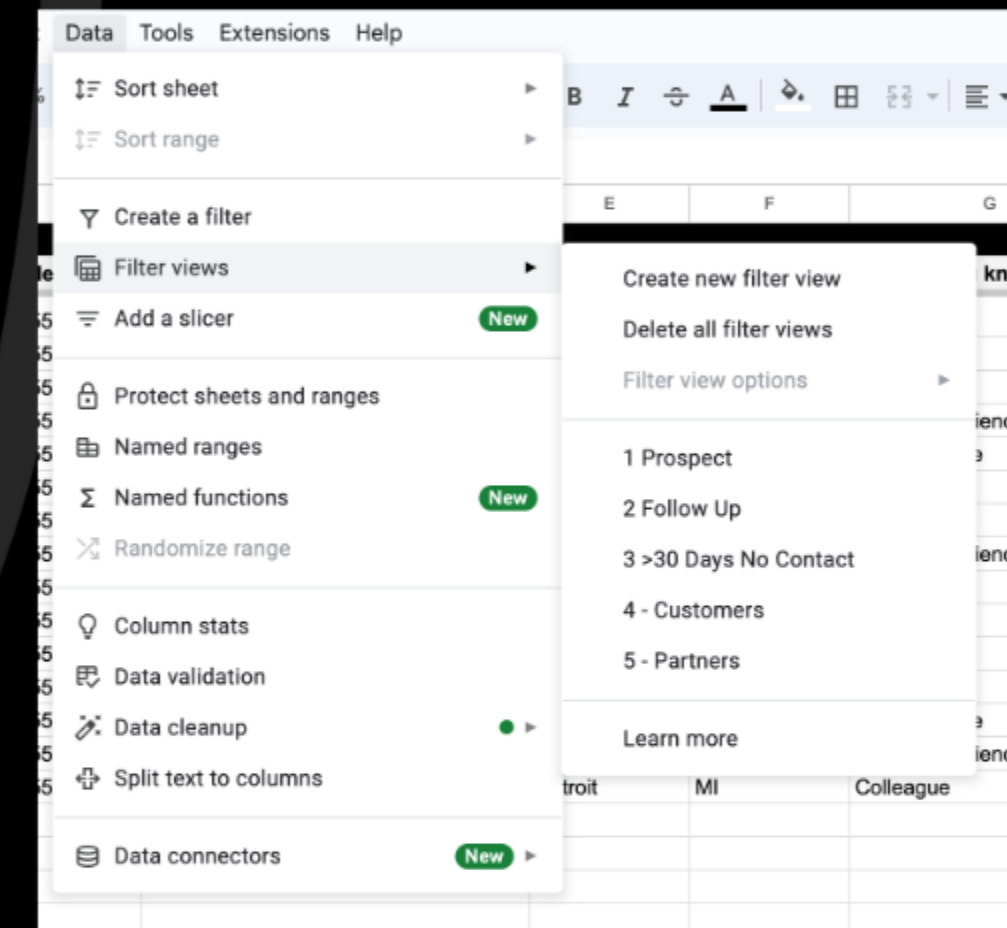 Data Tools Extensions Help
Sort sheet
B I A
Sort range
E F G
Create a filter
Filter views
Create new filter view
Add a slicer New
Delete all filter views
Filter view options
Protect sheets and ranges
Named ranges
1 Prospect
Named functions New
2 Follow Up
Randomize range
3 >30 Days No Contact
4 - Customers
Column stats
5 - Partners
Data validation
Data cleanup
Learn more
Split text to columns
troit MI Colleague
Data connectors New